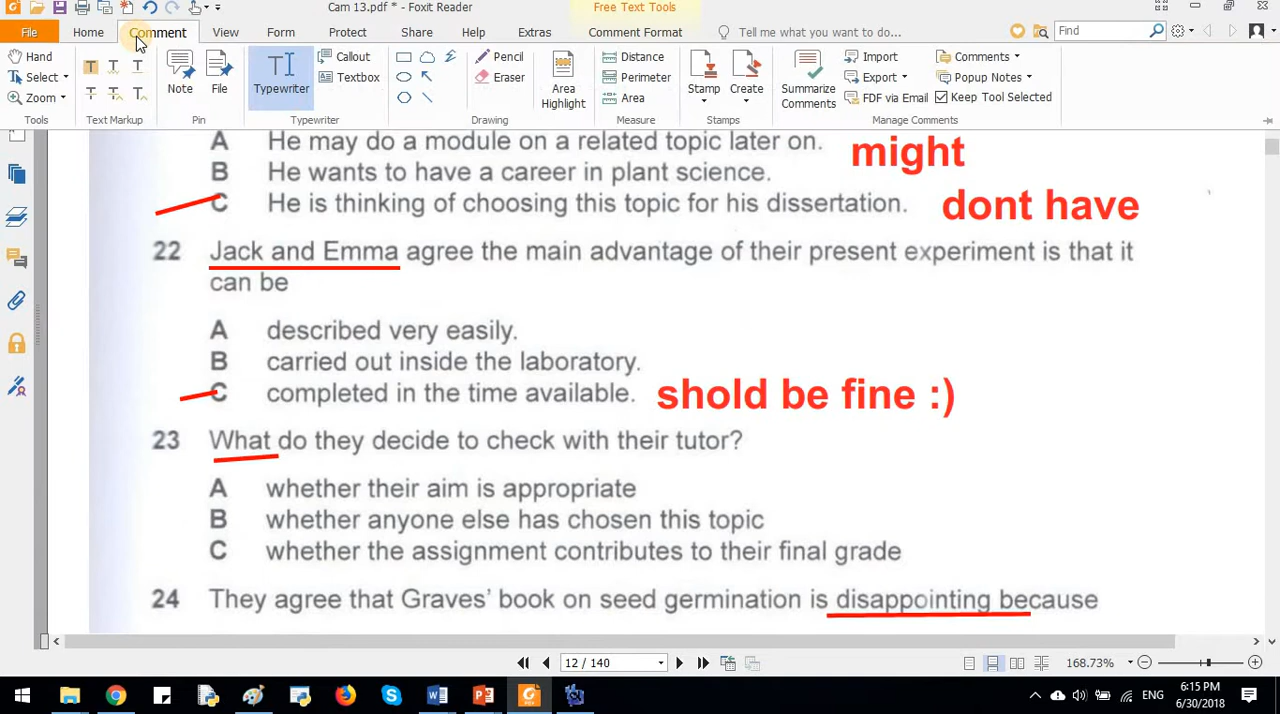 Cam 13.pdf * - Foxit Reader
Free Text Tools
File Home Comment View Form Protect Share Help Extras Comment Format Tell me what you want to do... Find
Hand Callout Pencil Distance Import Comments
Select Textbox Eraser Perimeter Export Popup Notes
Zoom Note File Typewriter Area Highlight Area Stamp Create Summarize Comments FDF via Email Keep Tool Selected
Tools Text Markup Pin Typewriter Drawing Measure Stamps Manage Comments
A He may do a module on a related topic later on. might
B He wants to have a career in plant science.
C He is thinking of choosing this topic for his dissertation. dont have
22 Jack and Emma agree the main advantage of their present experiment is that it
can be
A described very easily.
B carried out inside the laboratory.
C completed in the time available. shold be fine :)
23 What do they decide to check with their tutor?
A whether their aim is appropriate
B whether anyone else has chosen this topic
C whether the assignment contributes to their final grade
24 They agree that Graves' book on seed germination is disappointing because
12 / 140 168.73%
ENG 6:15 PM
6/30/2018